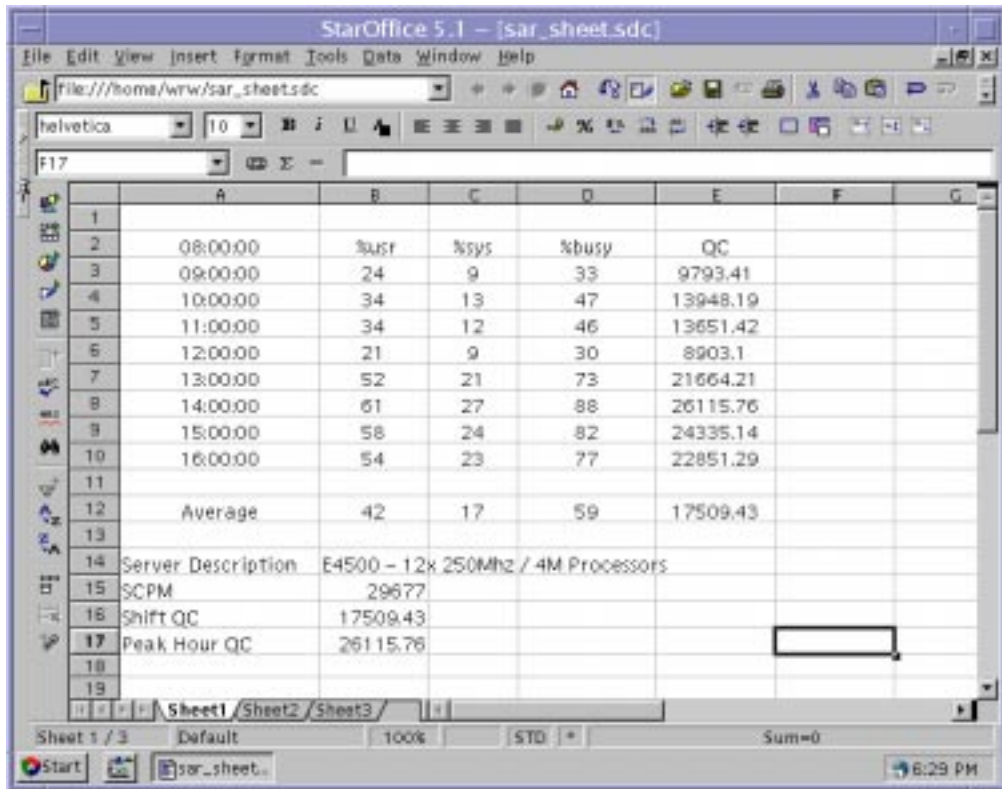 StarOffice 5.1 – [sar_sheet.sdc]
File Edit View Insert Format Tools Data Window Help
file:///home/wrw/sar_sheet.sdc
helvetica 10 B i U A
F17 Σ =
A B C D E F G
1
2 08:00:00 %usr %sys %busy QC
3 09:00:00 24 9 33 9793.41
4 10:00:00 34 13 47 13948.19
5 11:00:00 34 12 46 13651.42
6 12:00:00 21 9 30 8903.1
7 13:00:00 52 21 73 21664.21
8 14:00:00 61 27 88 26115.76
9 15:00:00 58 24 82 24335.14
10 16:00:00 54 23 77 22851.29
11
12 Average 42 17 59 17509.43
13
14 Server Description E4500 – 12x 250Mhz / 4M Processors
15 SCPM 29677
16 Shift QC 17509.43
17 Peak Hour QC 26115.76
18
19
Sheet1 Sheet2 Sheet3
Sheet 1 / 3 Default 100% STD * Sum=0
Start sar_sheet.. 6:29 PM